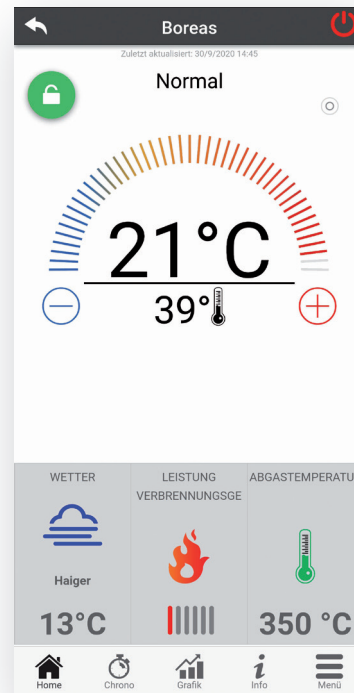 Boreas
Zuletzt aktualisiert: 30/9/2020 14:45
Normal
21°C
39°
WETTER
LEISTUNG
VERBRENNUNGSGE
ABGASTEMPERATU
Haiger
13°C
350 °C
Home
Chrono
Grafik
Info
Menü